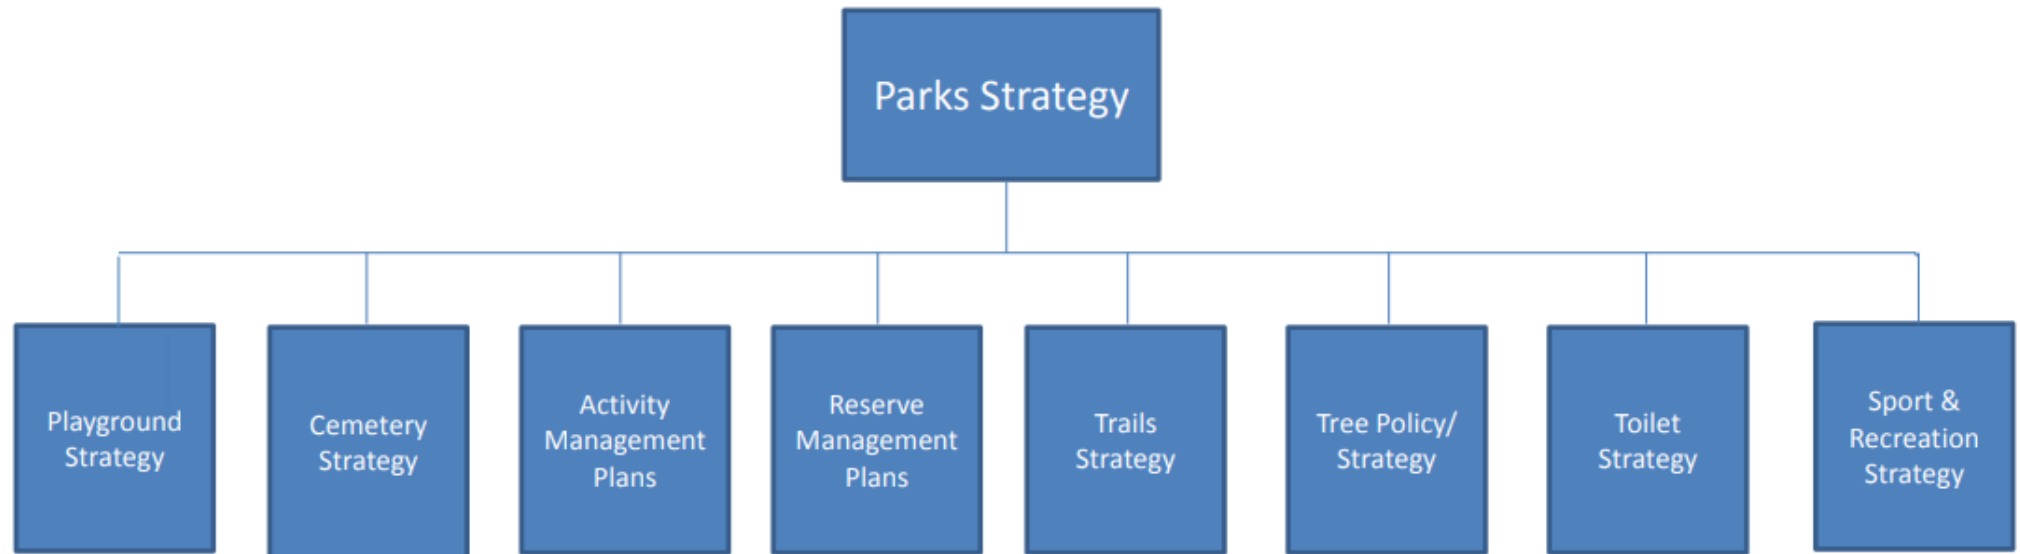 Parks Strategy
Playground
Strategy
Cemetery
Strategy
Activity
Management
Plans
Reserve
Management
Plans
Trails
Strategy
Tree Policy/
Strategy
Toilet
Strategy
Sport &
Recreation
Strategy